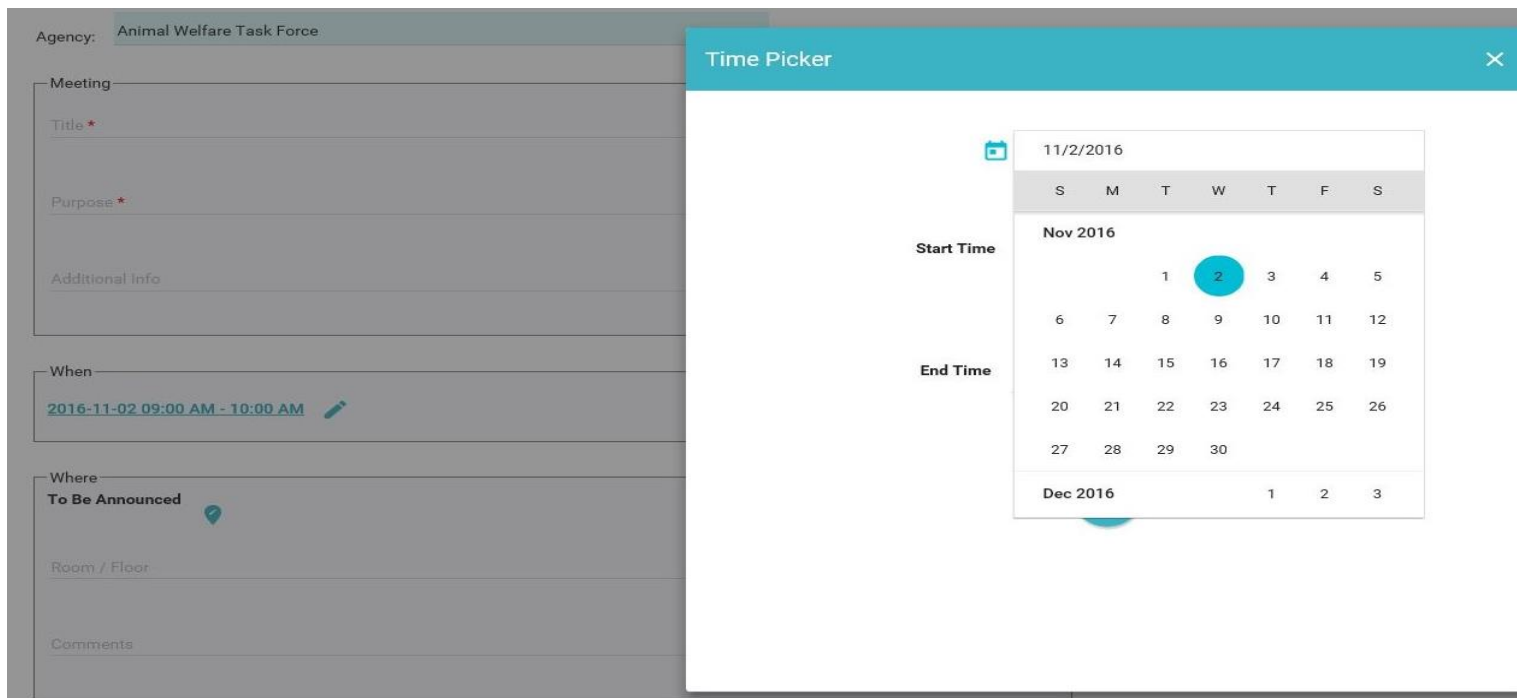 Agency: Animal Welfare Task Force
Meeting
Title *
Purpose *
Additional Info
When
2016-11-02 09:00 AM - 10:00 AM
Where
To Be Announced
Room / Floor
Comments
Time Picker
11/2/2016
S M T W T F S
Nov 2016
1 2 3 4 5
Start Time
6 7 8 9 10 11 12
13 14 15 16 17 18 19
End Time
20 21 22 23 24 25 26
27 28 29 30
Dec 2016 1 2 3